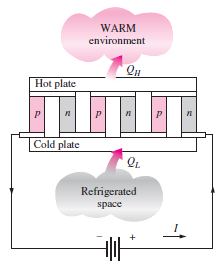 WARM
environment
Q_H
Hot plate
p n p n p n
Cold plate
Q_L
Refrigerated
space
− + I